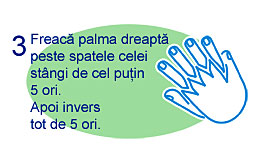 3 Freacă palma dreaptă
peste spatele celei
stângi de cel puțin
5 ori.
Apoi invers
tot de 5 ori.